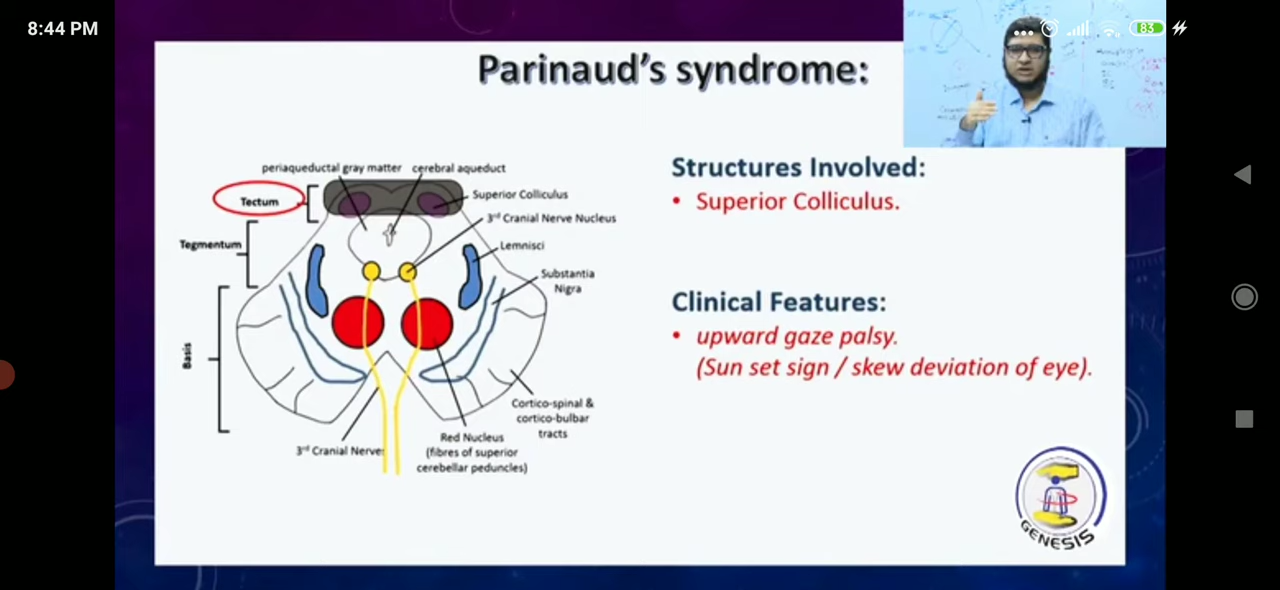 8:44 PM
83
Parinaud's syndrome:
periaqueductal gray matter
cerebral aqueduct
Tectum
Superior Colliculus
3rd Cranial Nerve Nucleus
Tegmentum
Lemnisci
Substantia
Nigra
Basis
Cortico-spinal &
cortico-bulbar
tracts
3rd Cranial Nerves
Red Nucleus
(fibres of superior
cerebellar peduncles)
Structures Involved:
• Superior Colliculus.
Clinical Features:
• upward gaze palsy.
(Sun set sign / skew deviation of eye).
GENESIS